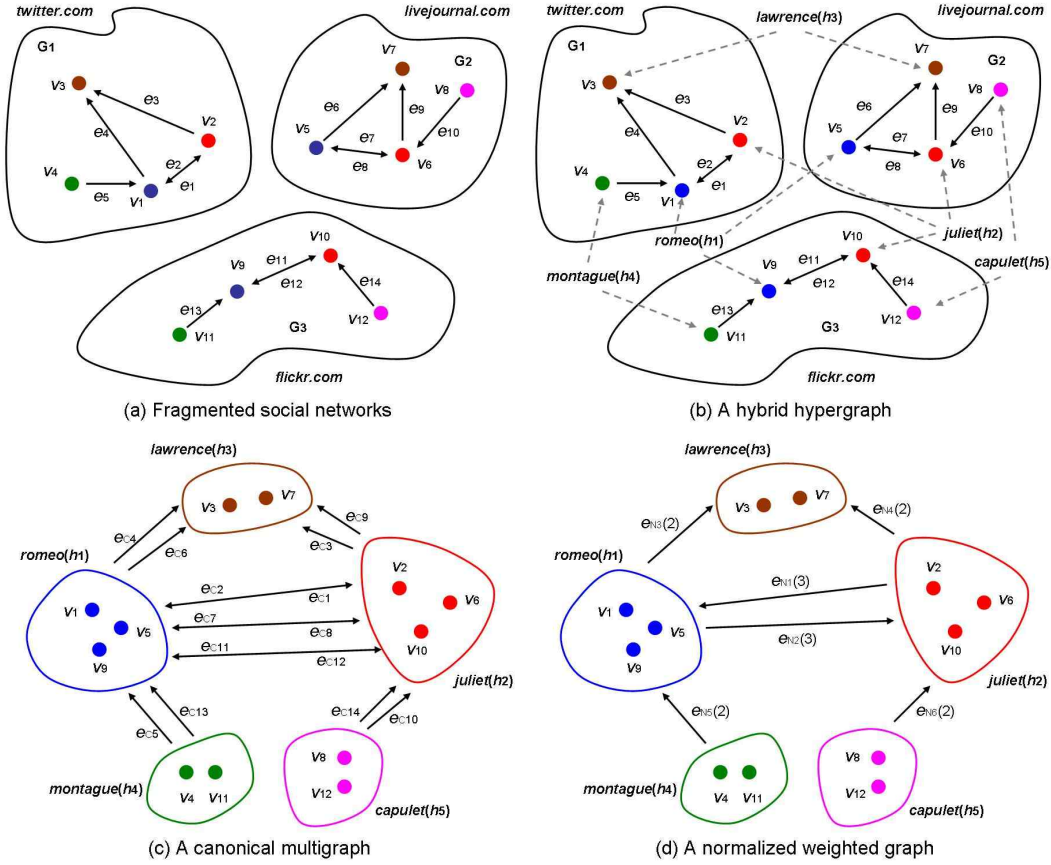 twitter.com
livejournal.com
G1
G2
v3
v2
v4
v1
e3
e4
e2
e1
e5
v7
v8
v5
v6
e6
e7
e8
e9
e10
v10
v9
v11
v12
e11
e12
e13
e14
G3
flickr.com
(a) Fragmented social networks
twitter.com
lawrence(h3)
livejournal.com
G1
G2
v3
v2
v4
v1
e3
e4
e2
e1
e5
v7
v8
v5
v6
e6
e7
e8
e9
e10
romeo(h1)
juliet(h2)
montague(h4)
capulet(h5)
v10
v9
v11
v12
e11
e12
e13
e14
G3
flickr.com
(b) A hybrid hypergraph
lawrence(h3)
v3
v7
eC4
eC6
eC9
eC3
romeo(h1)
v1
v5
v9
eC2
eC1
eC7
eC8
eC11
eC12
v2
v6
v10
juliet(h2)
eC13
eC5
eC14
eC10
v4
v11
montague(h4)
v8
v12
capulet(h5)
(c) A canonical multigraph
lawrence(h3)
v3
v7
eN3(2)
eN4(2)
romeo(h1)
v1
v5
v9
eN1(3)
eN2(3)
v2
v6
v10
juliet(h2)
eN5(2)
eN6(2)
v4
v11
montague(h4)
v8
v12
capulet(h5)
(d) A normalized weighted graph